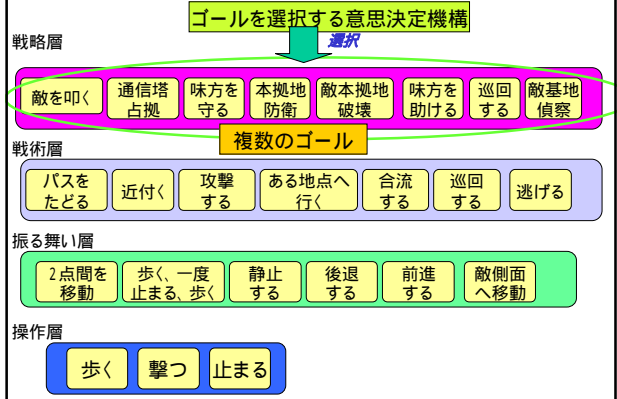 ゴールを選択する意思決定機構
選択
戦略層
敵を叩く
通信塔
占拠
味方を
守る
本拠地
防衛
敵本拠地
破壊
味方を
助ける
巡回
する
敵基地
偵察
複数のゴール
戦術層
パスを
たどる
近付く
攻撃
する
ある地点へ
行く
合流
する
巡回
する
逃げる
振る舞い層
2点間を
移動
歩く、一度
止まる、歩く
静止
する
後退
する
前進
する
敵側面
へ移動
操作層
歩く
撃つ
止まる